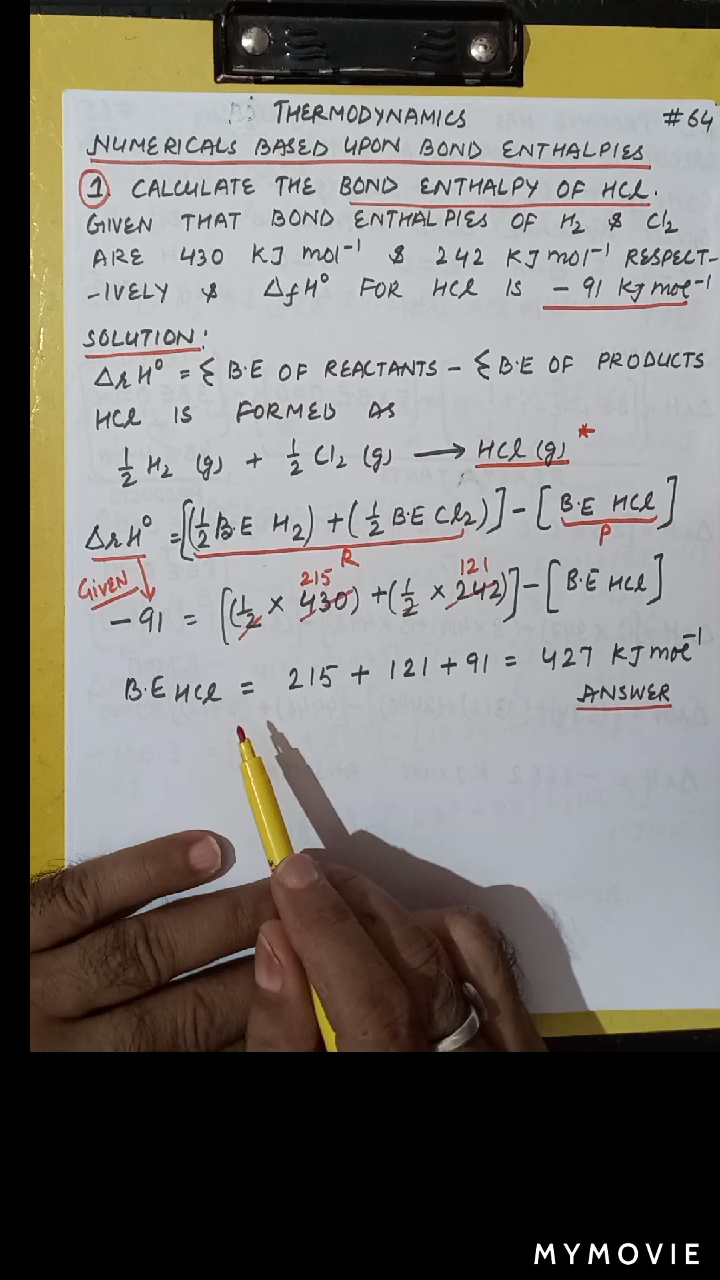 THERMODYNAMICS #64
NUMERICALS BASED UPON BOND ENTHALPIES
1. CALCULATE THE BOND ENTHALPY OF HCl.
GIVEN THAT BOND ENTHALPIES OF H₂ & Cl₂
ARE 430 KJ mol⁻¹ & 242 KJ mol⁻¹ RESPECT-
-IVELY & ΔfH° FOR HCl IS -91 KJ mol⁻¹
SOLUTION:
ΔrH° = Σ B.E OF REACTANTS - Σ B.E OF PRODUCTS
HCl IS FORMED AS
½ H₂ (g) + ½ Cl₂ (g) → HCl (g) *
ΔrH° = [(½ B.E H₂) + (½ B.E Cl₂)] - [B.E HCl]
R P
GIVEN 215 121
-91 = [(½ × 430) + (½ × 242)] - [B.E HCl]
B.E HCl = 215 + 121 + 91 = 427 KJ mol⁻¹
ANSWER
MYMOVIE